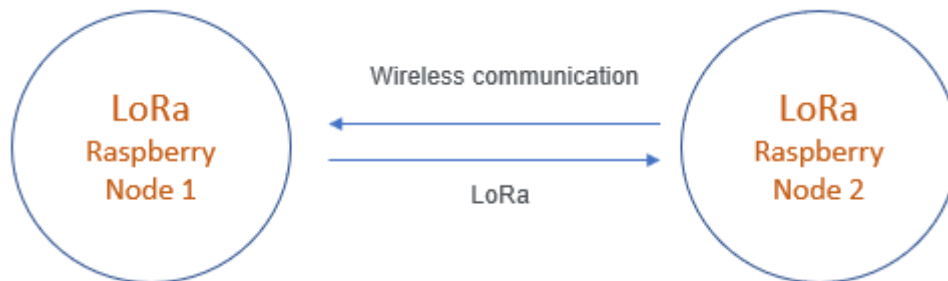 LoRa
Raspberry
Node 1
Wireless communication
LoRa
LoRa
Raspberry
Node 2